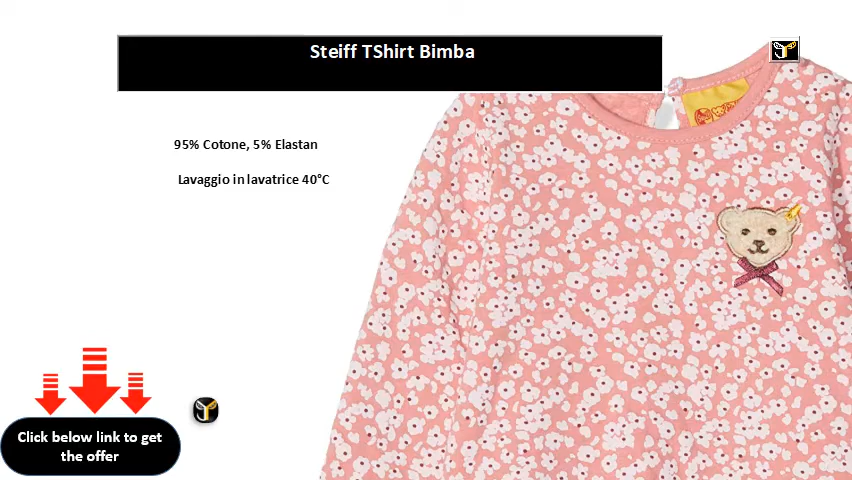 Steiff TShirt Bimba
95% Cotone, 5% Elastan
Lavaggio in lavatrice 40°C
Click below link to get
the offer